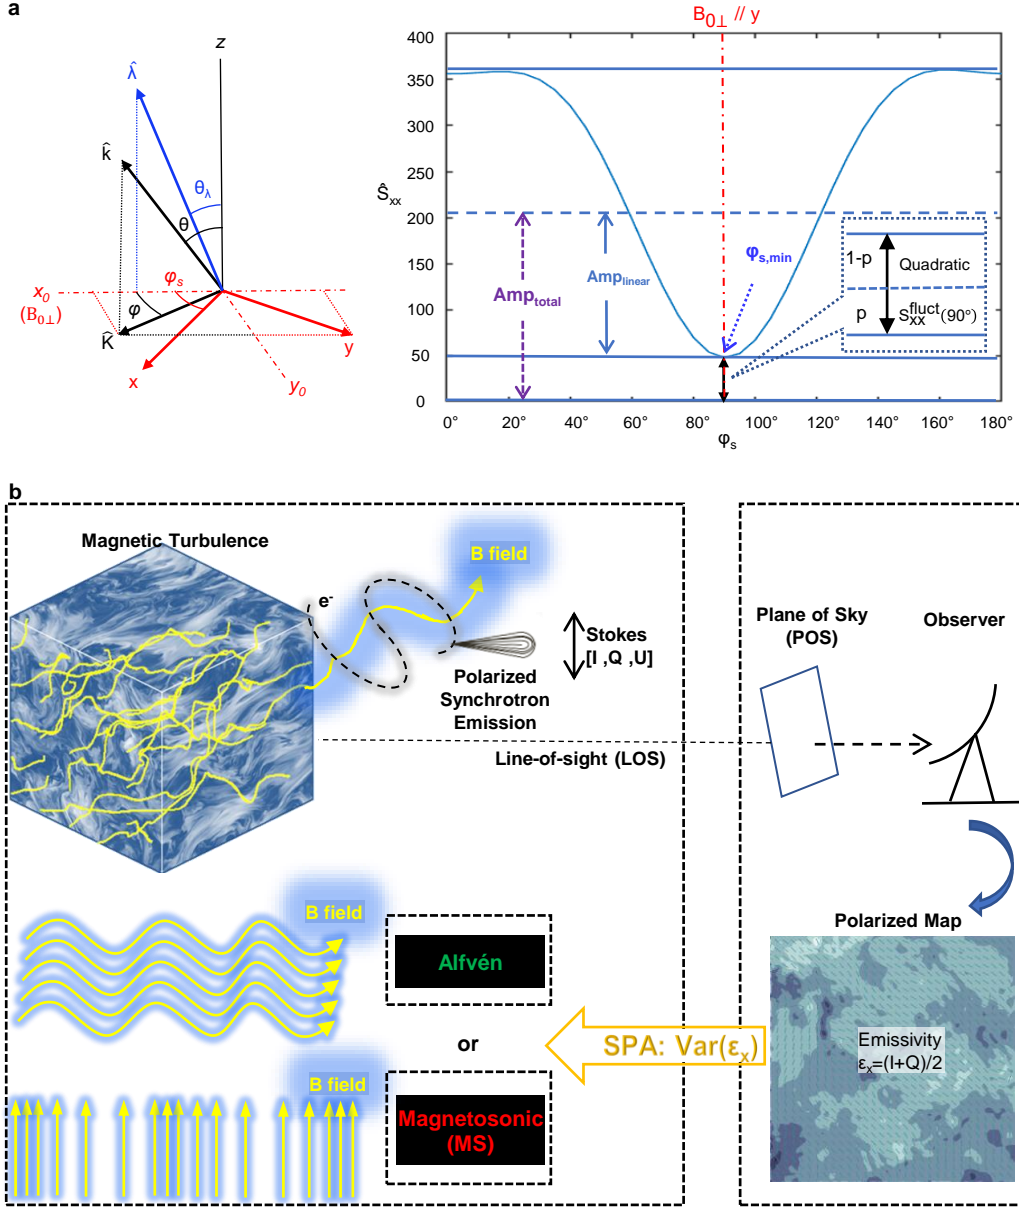 a
z
λ̂
k̂
θλ
θ
φs
x0
(B0⊥)
φ
K̂
x
y
y0
B0⊥ // y
400
350
300
250
200
150
100
50
0
Ŝxx
0°
20°
40°
60°
80°
100°
120°
140°
160°
180°
φs
Amptotal
Amplinear
φs,min
1-p
Quadratic
p
Sxxfluct(90°)
b
Magnetic Turbulence
B field
e-
Stokes
[I ,Q ,U]
Polarized
Synchrotron
Emission
Line-of-sight (LOS)
Plane of Sky
(POS)
Observer
Polarized Map
B field
Alfvén
or
SPA: Var(εx)
Emissivity
εx=(I+Q)/2
B field
Magnetosonic
(MS)